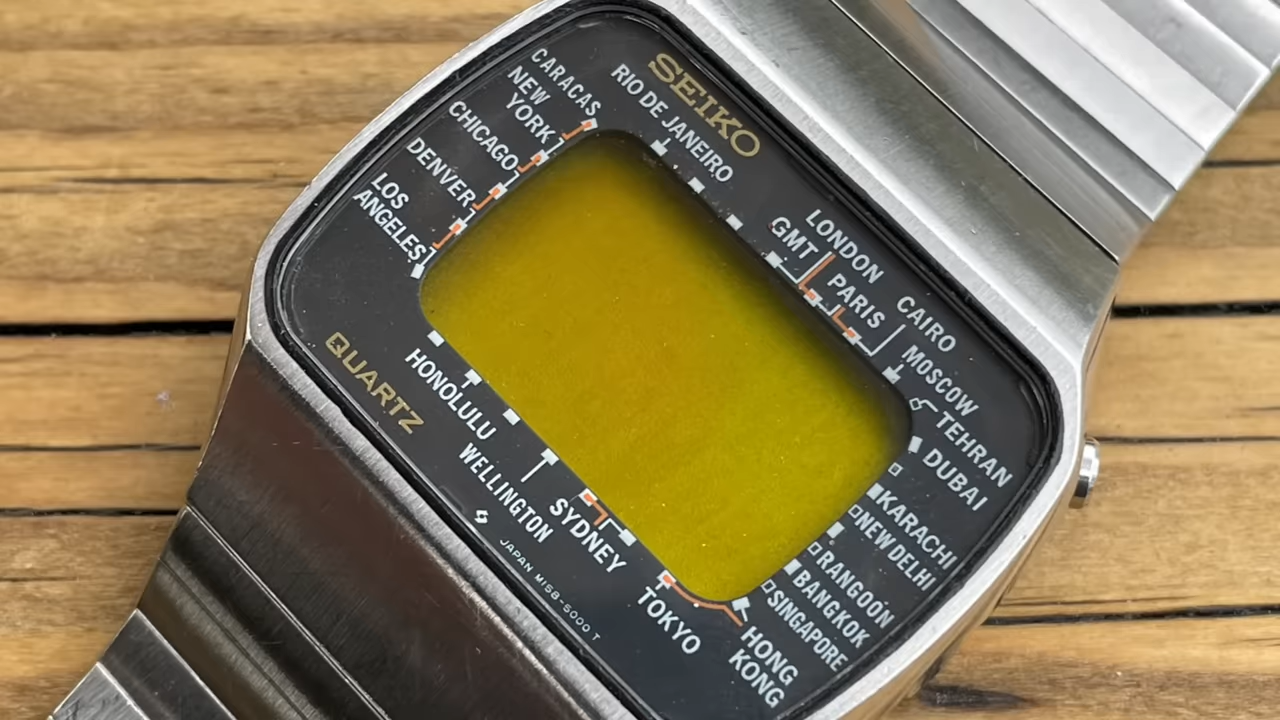 SEIKO
CARACAS
NEW
YORK
CHICAGO
DENVER
LOS
ANGELES
RIO DE JANEIRO
GMT
LONDON
PARIS
CAIRO
MOSCOW
TEHRAN
DUBAI
KARACHI
NEW DELHI
RANGOON
BANGKOK
SINGAPORE
HONG
KONG
TOKYO
SYDNEY
WELLINGTON
HONOLULU
QUARTZ
JAPAN M158-5000 T